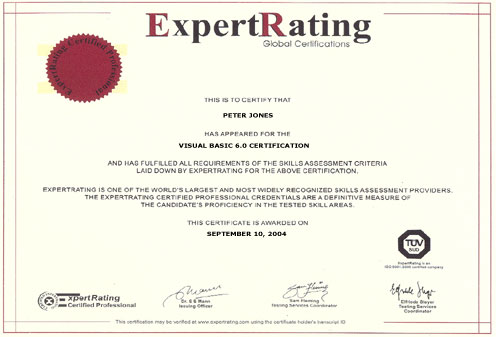 ExpertRating
Global Certifications
ExpertRating Certified Professional
THIS IS TO CERTIFY THAT
PETER JONES
HAS APPEARED FOR THE
VISUAL BASIC 6.0 CERTIFICATION
AND HAS FULFILLED ALL REQUIREMENTS OF THE SKILLS ASSESSMENT CRITERIA
LAID DOWN BY EXPERTRATING FOR THE ABOVE CERTIFICATION.
EXPERTRATING IS ONE OF THE WORLD'S LARGEST AND MOST WIDELY RECOGNIZED SKILLS ASSESSMENT PROVIDERS.
THE EXPERTRATING CERTIFIED PROFESSIONAL CREDENTIALS ARE A DEFINITIVE MEASURE OF
THE CANDIDATE'S PROFICIENCY IN THE TESTED SKILL AREAS.
THIS CERTIFICATE IS AWARDED ON
SEPTEMBER 10, 2004
TÜV
ExpertRating is an
ISO 9001:2000 certified company
ExpertRating
Certified Professional
Issuing Officer
Sam Fleming
Testing Services Coordinator
Elfriede Bieyer
Testing Services
Coordinator
This certification may be verified at www.expertrating.com using the certificate holder's transcript ID